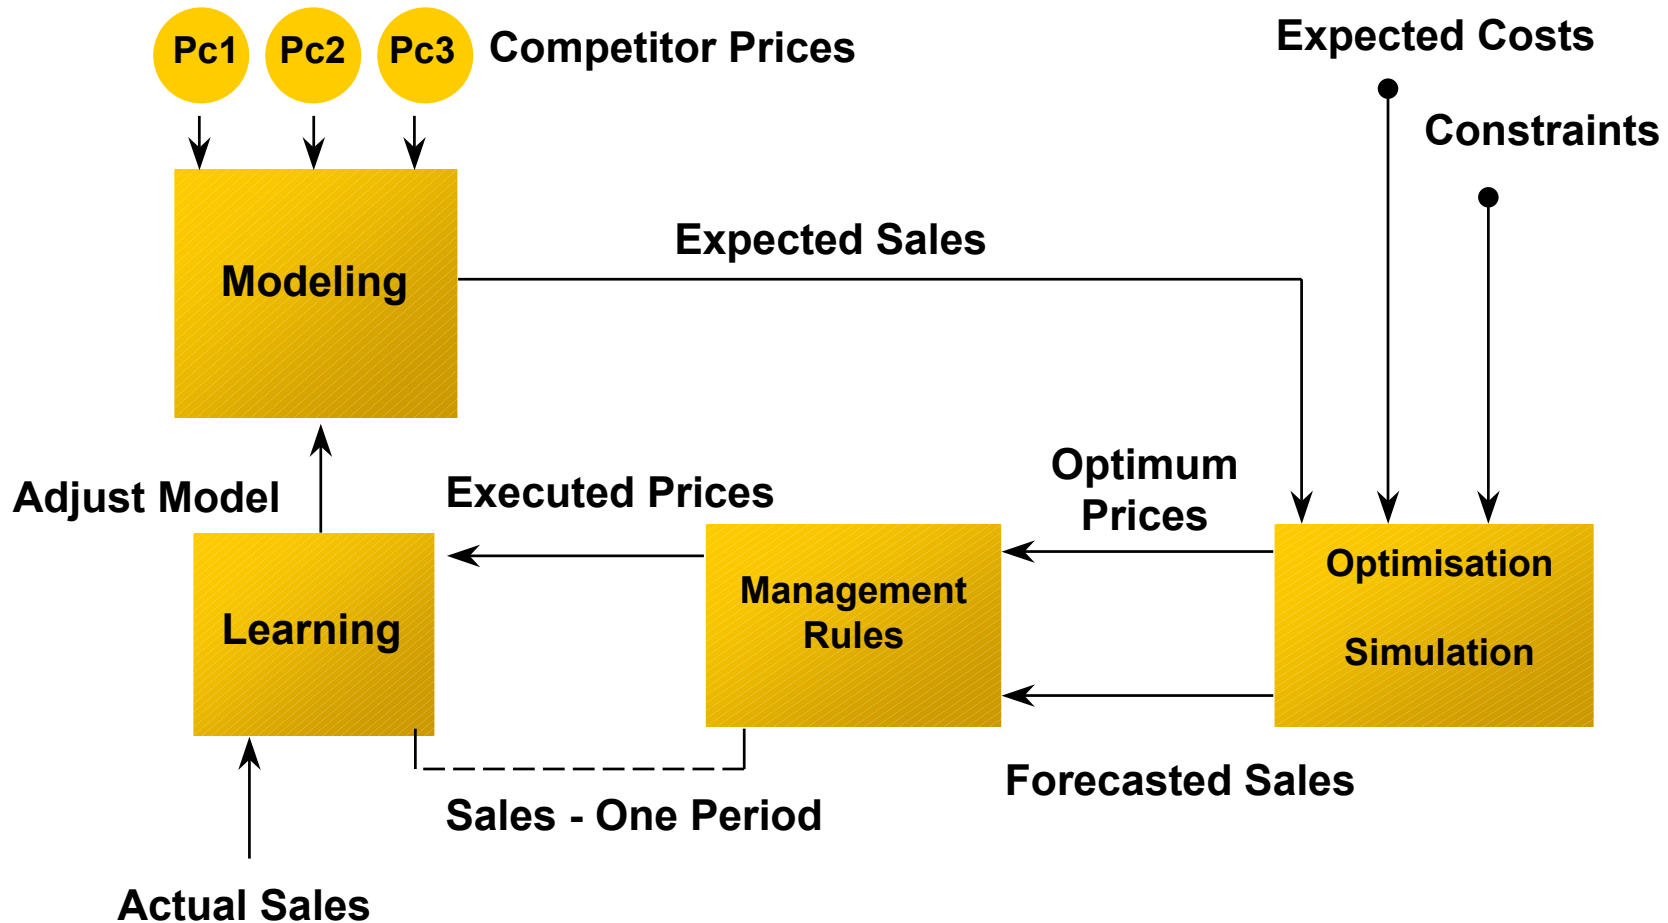 Pc1 Pc2 Pc3 Competitor Prices
Expected Costs
Constraints
Expected Sales
Modeling
Optimum
Prices
Executed Prices
Adjust Model
Optimisation
Management
Rules
Learning
Simulation
Forecasted Sales
Sales - One Period
Actual Sales